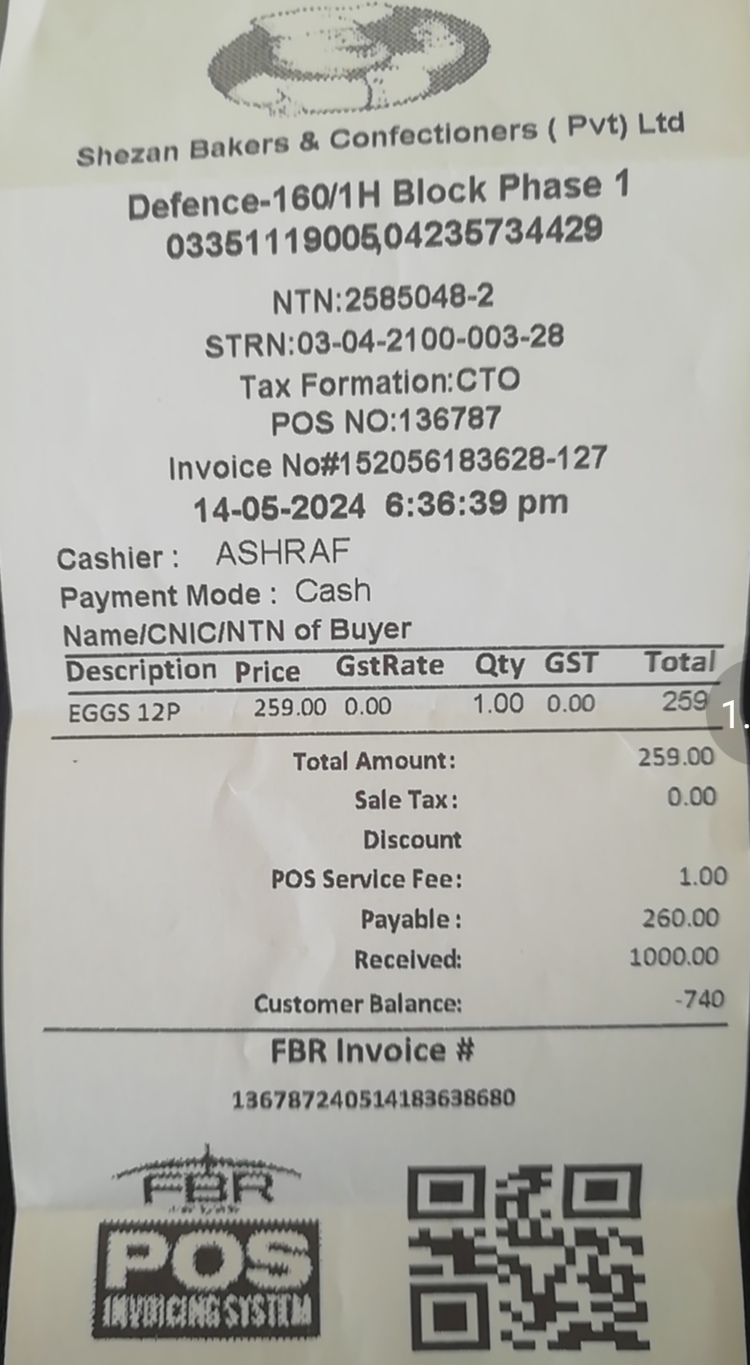 Shezan Bakers & Confectioners ( Pvt) Ltd
Defence-160/1H Block Phase 1
03351119005,04235734429
NTN:2585048-2
STRN:03-04-2100-003-28
Tax Formation:CTO
POS NO:136787
Invoice No#152056183628-127
14-05-2024 6:36:39 pm
Cashier : ASHRAF
Payment Mode : Cash
Name/CNIC/NTN of Buyer
Description Price GstRate Qty GST Total
EGGS 12P 259.00 0.00 1.00 0.00 259
1.
Total Amount: 259.00
Sale Tax: 0.00
Discount
POS Service Fee: 1.00
Payable : 260.00
Received: 1000.00
Customer Balance: -740
FBR Invoice #
136787240514183638680
FBR
POS
INVOICING SYSTEM